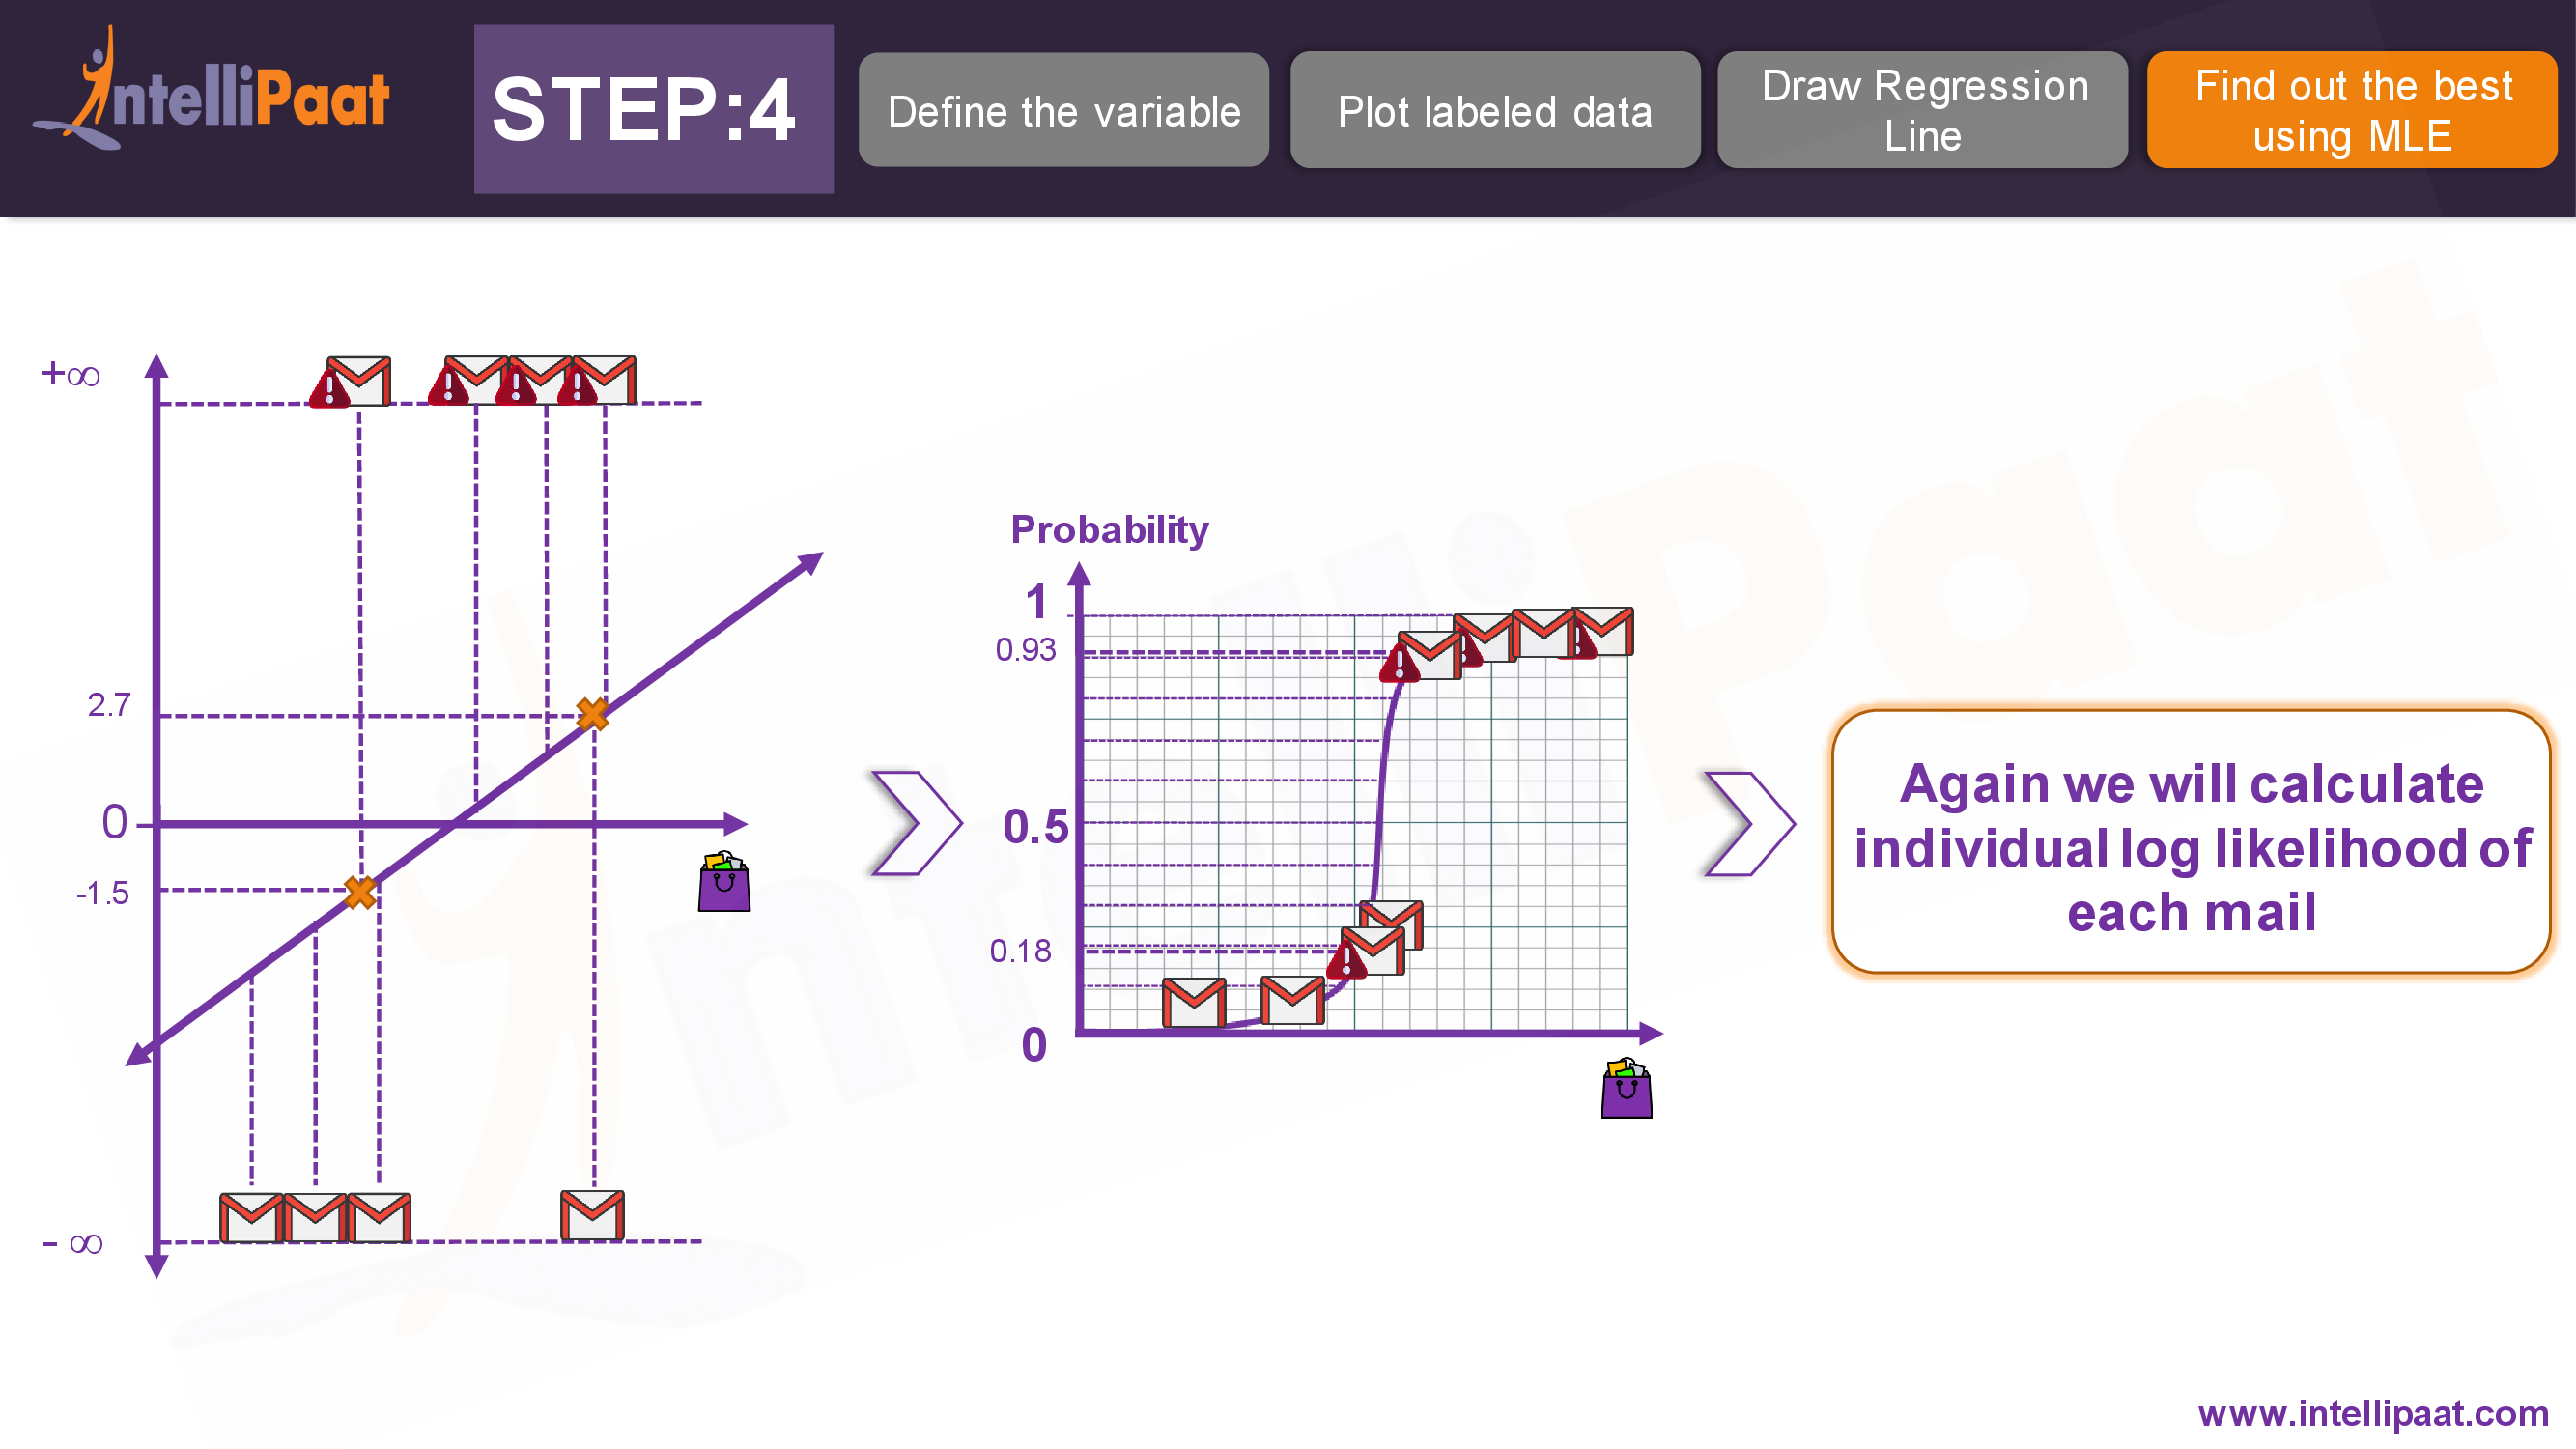 IntelliPaat
STEP:4
Define the variable
Plot labeled data
Draw Regression
Line
Find out the best
using MLE
+∞
2.7
0
-1.5
- ∞
Probability
1
0.93
0.5
0.18
0
Again we will calculate
individual log likelihood of
each mail
www.intellipaat.com